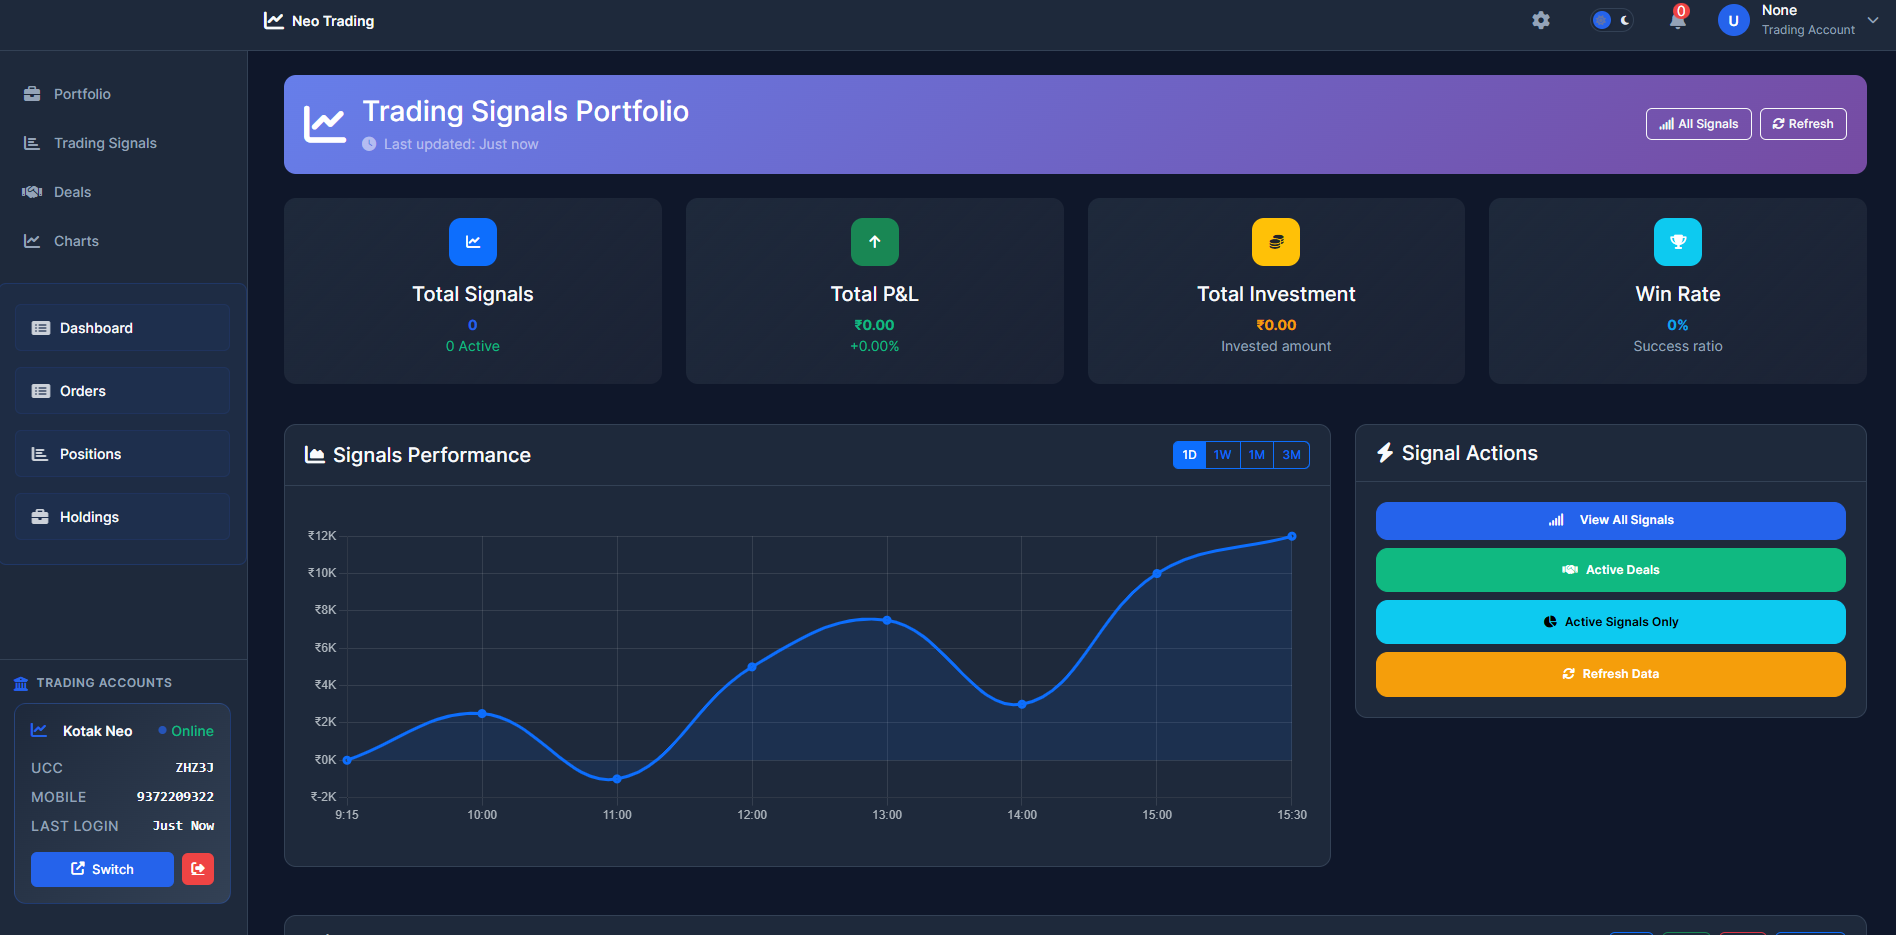 Neo Trading
0
U
None
Trading Account
Portfolio
Trading Signals
Deals
Charts
Dashboard
Orders
Positions
Holdings
TRADING ACCOUNTS
Kotak Neo
Online
UCC ZHZ3J
MOBILE 9372209322
LAST LOGIN Just Now
Switch
Trading Signals Portfolio
Last updated: Just now
All Signals
Refresh
Total Signals
0
0 Active
Total P&L
₹0.00
+0.00%
Total Investment
₹0.00
Invested amount
Win Rate
0%
Success ratio
Signals Performance
1D 1W 1M 3M
₹12K
₹10K
₹8K
₹6K
₹4K
₹2K
₹0K
₹-2K
9:15 10:00 11:00 12:00 13:00 14:00 15:00 15:30
Signal Actions
View All Signals
Active Deals
Active Signals Only
Refresh Data